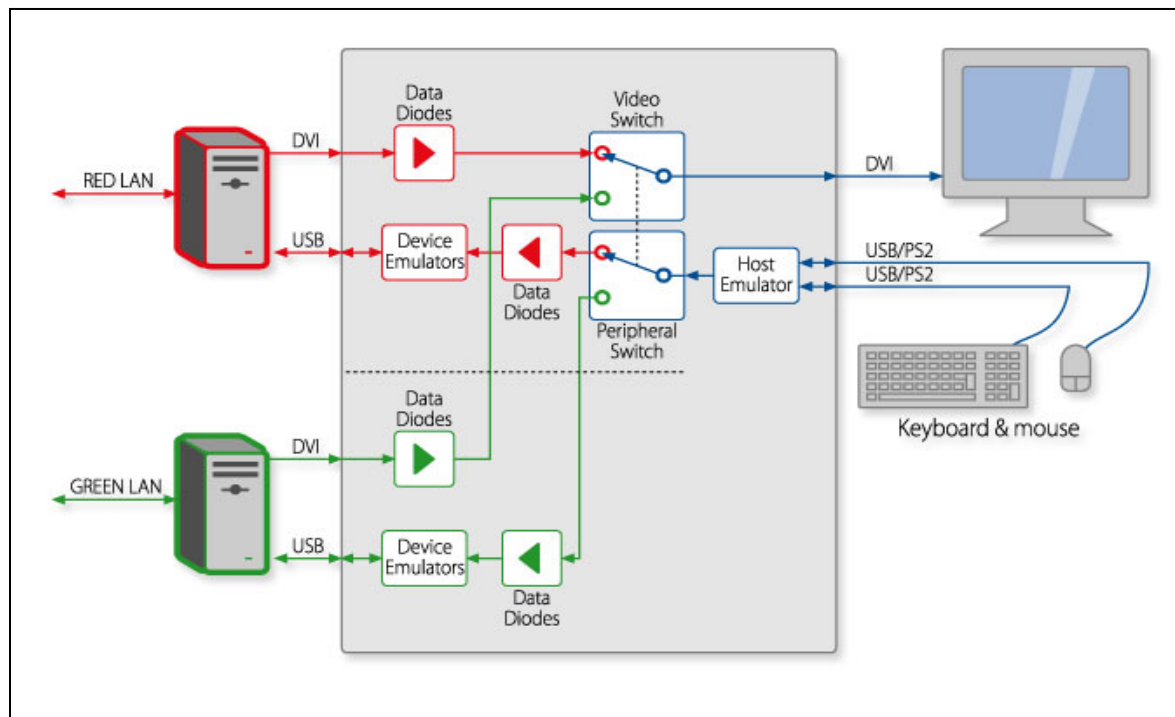 Data
Diodes
Video
Switch
DVI
DVI
RED LAN
USB
Device
Emulators
Data
Diodes
Host
Emulator
USB/PS2
USB/PS2
Peripheral
Switch
Keyboard & mouse
Data
Diodes
DVI
GREEN LAN
USB
Device
Emulators
Data
Diodes